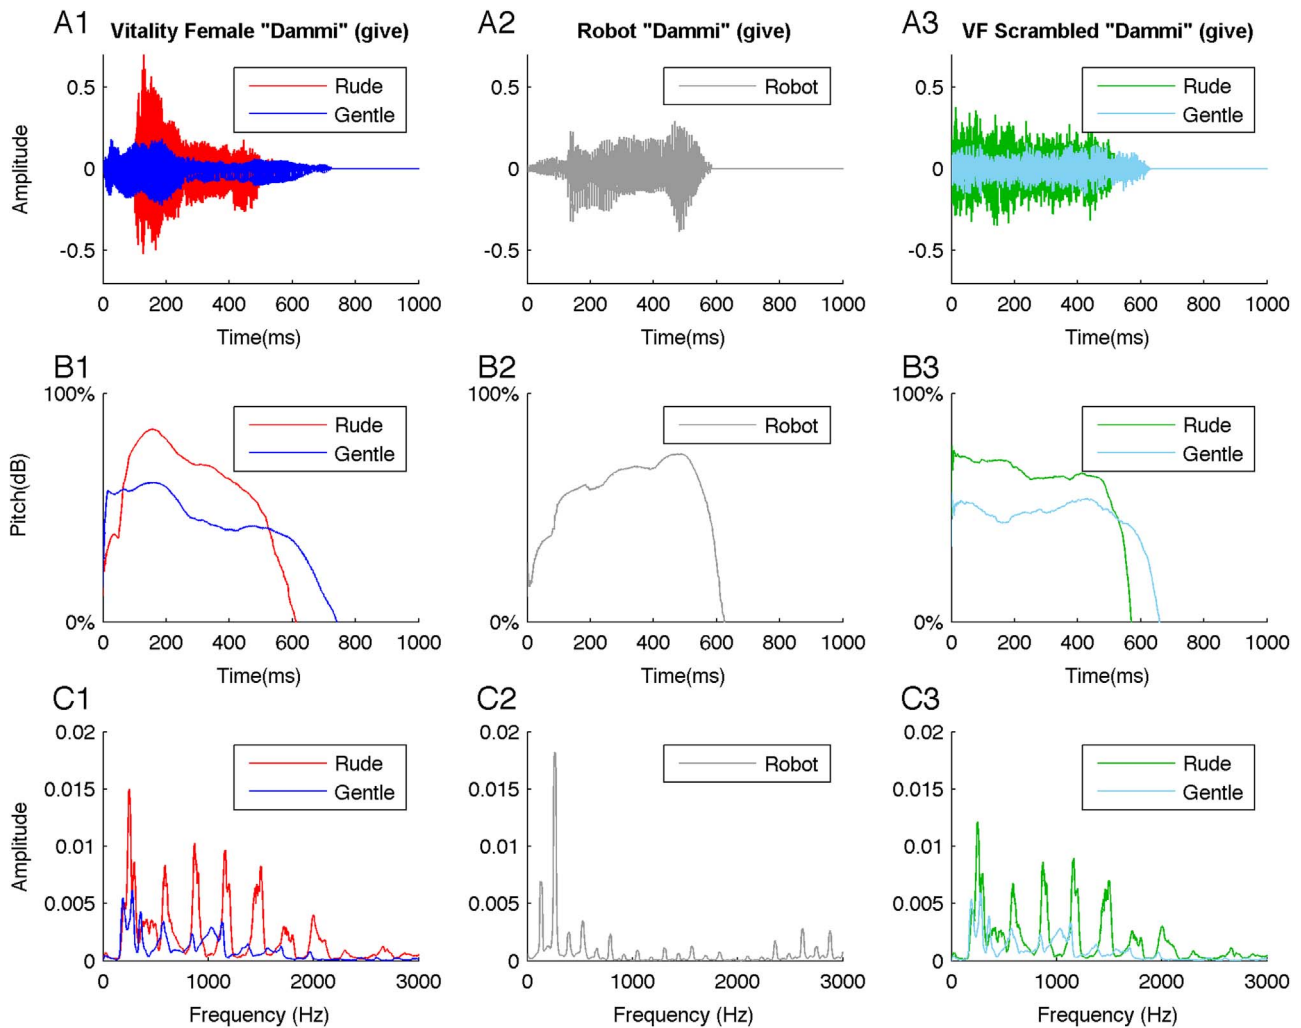 A1 Vitality Female "Dammi" (give)
A2 Robot "Dammi" (give)
A3 VF Scrambled "Dammi" (give)
Amplitude
0.5
0
-0.5
Rude
Gentle
0 200 400 600 800 1000
Time(ms)
Robot
0.5
0
-0.5
0 200 400 600 800 1000
Time(ms)
Rude
Gentle
0.5
0
-0.5
0 200 400 600 800 1000
Time(ms)
B1
Pitch(dB)
100%
0%
Rude
Gentle
0 200 400 600 800 1000
Time(ms)
B2
100%
0%
Robot
0 200 400 600 800 1000
Time(ms)
B3
100%
0%
Rude
Gentle
0 200 400 600 800 1000
Time(ms)
C1
Amplitude
0.02
0.015
0.01
0.005
0
Rude
Gentle
0 1000 2000 3000
Frequency (Hz)
C2
0.02
0.015
0.01
0.005
0
Robot
0 1000 2000 3000
Frequency (Hz)
C3
0.02
0.015
0.01
0.005
0
Rude
Gentle
0 1000 2000 3000
Frequency (Hz)